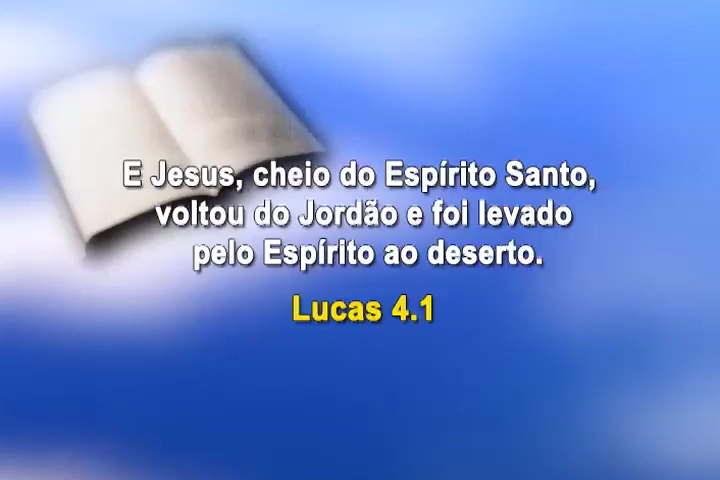 E Jesus, cheio do Espírito Santo,
voltou do Jordão e foi levado
pelo Espírito ao deserto.
Lucas 4.1